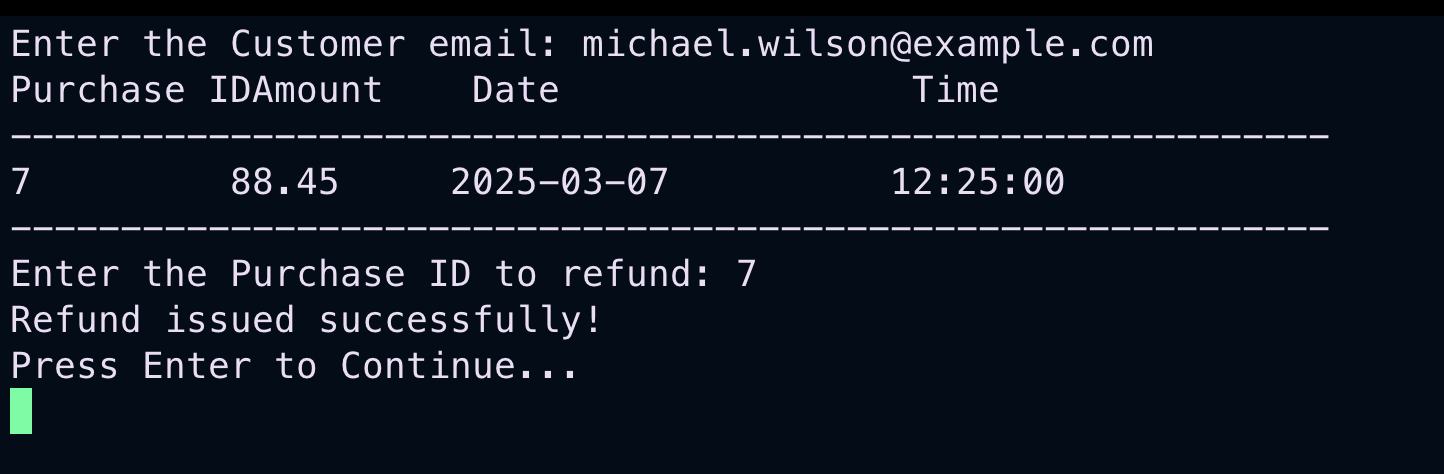 Enter the Customer email: michael.wilson@example.com
Purchase IDAmount    Date                Time
------------------------------------------------------------
7         88.45     2025-03-07          12:25:00
------------------------------------------------------------
Enter the Purchase ID to refund: 7
Refund issued successfully!
Press Enter to Continue...